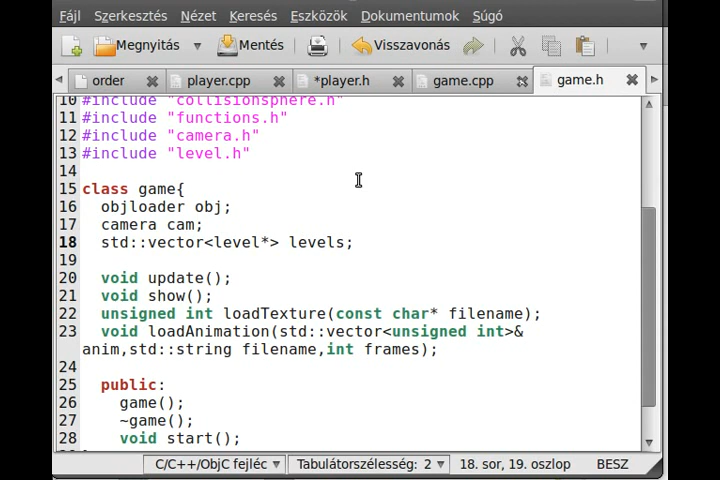 Fájl Szerkesztés Nézet Keresés Eszközök Dokumentumok Súgó
Megnyitás Mentés Visszavonás
order player.cpp *player.h game.cpp game.h
10 #include "collisionsphere.h"
11 #include "functions.h"
12 #include "camera.h"
13 #include "level.h"
14
15 class game{
16 objloader obj;
17 camera cam;
18 std::vector<level*> levels;
19
20 void update();
21 void show();
22 unsigned int loadTexture(const char* filename);
23 void loadAnimation(std::vector<unsigned int>&
anim,std::string filename,int frames);
24
25 public:
26 game();
27 ~game();
28 void start();
C/C++/ObjC fejléc Tabulátorszélesség: 2 18. sor, 19. oszlop BESZ